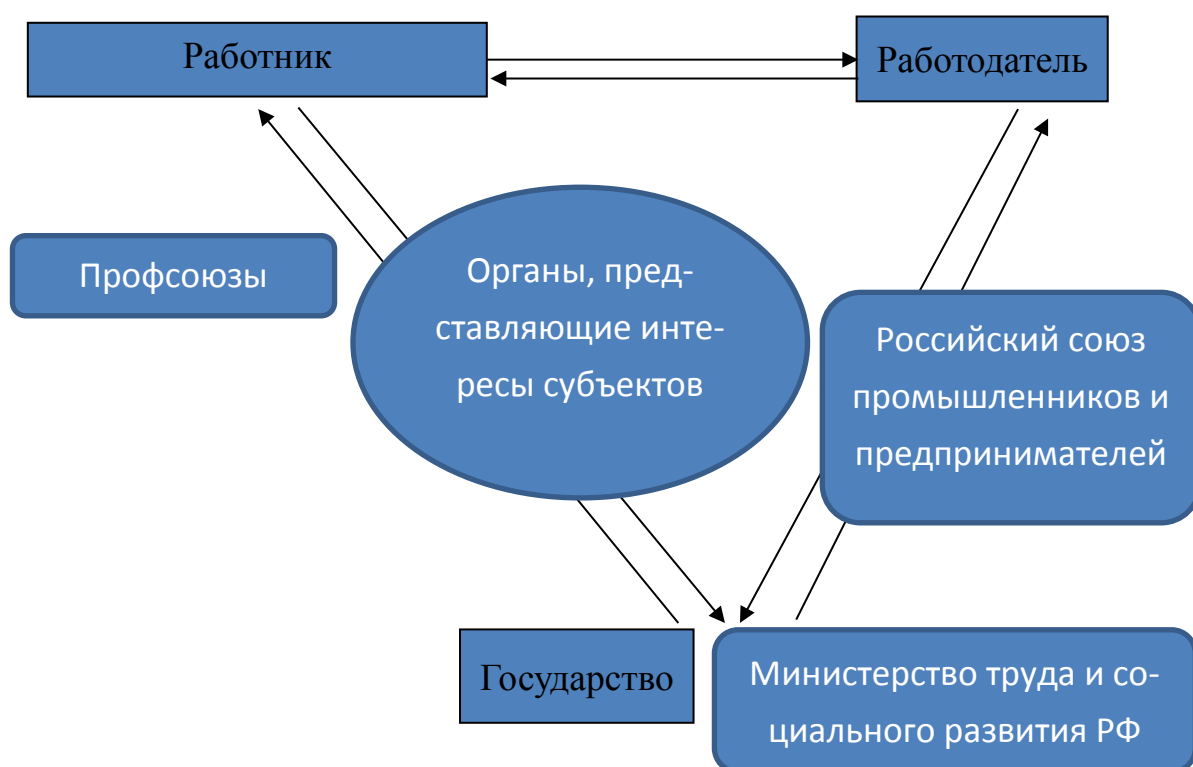 Работник
Работодатель
Профсоюзы
Органы, пред-
ставляющие инте-
ресы субъектов
Российский союз
промышленников и
предпринимателей
Государство
Министерство труда и со-
циального развития РФ